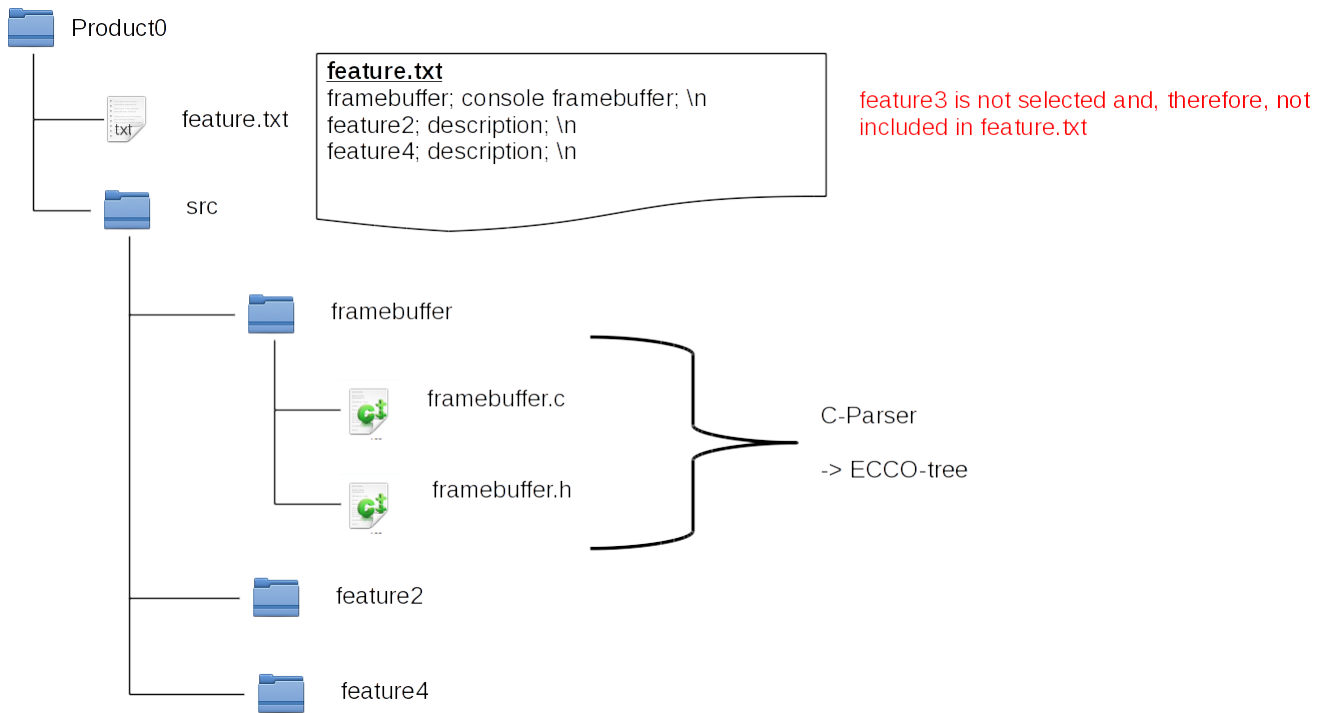 Product0
feature.txt
framebuffer; console framebuffer; \n
feature2; description; \n
feature4; description; \n
feature3 is not selected and, therefore, not
included in feature.txt
txt
feature.txt
src
framebuffer
framebuffer.c
framebuffer.h
C-Parser
-> ECCO-tree
feature2
feature4